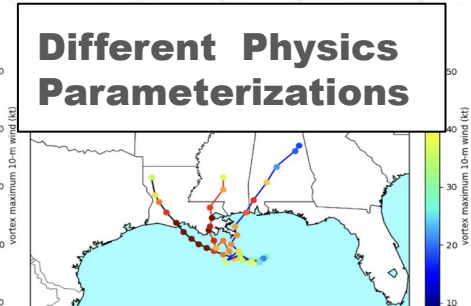 Different Physics
Parameterizations
vortex maximum 10-m wind (kt)
50
40
30
20
10
vortex maximum 10-m wind (kt)